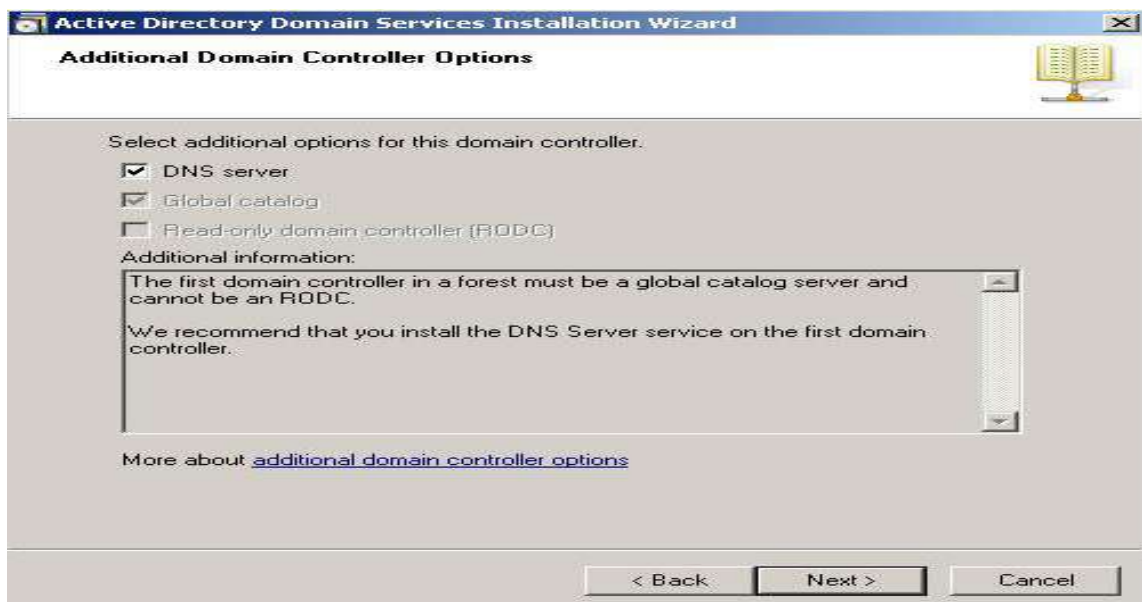 Active Directory Domain Services Installation Wizard
Additional Domain Controller Options
Select additional options for this domain controller.
DNS server
Global catalog
Read-only domain controller (RODC)
Additional information:
The first domain controller in a forest must be a global catalog server and
cannot be an RODC.
We recommend that you install the DNS Server service on the first domain
controller.
More about additional domain controller options
< Back
Next >
Cancel